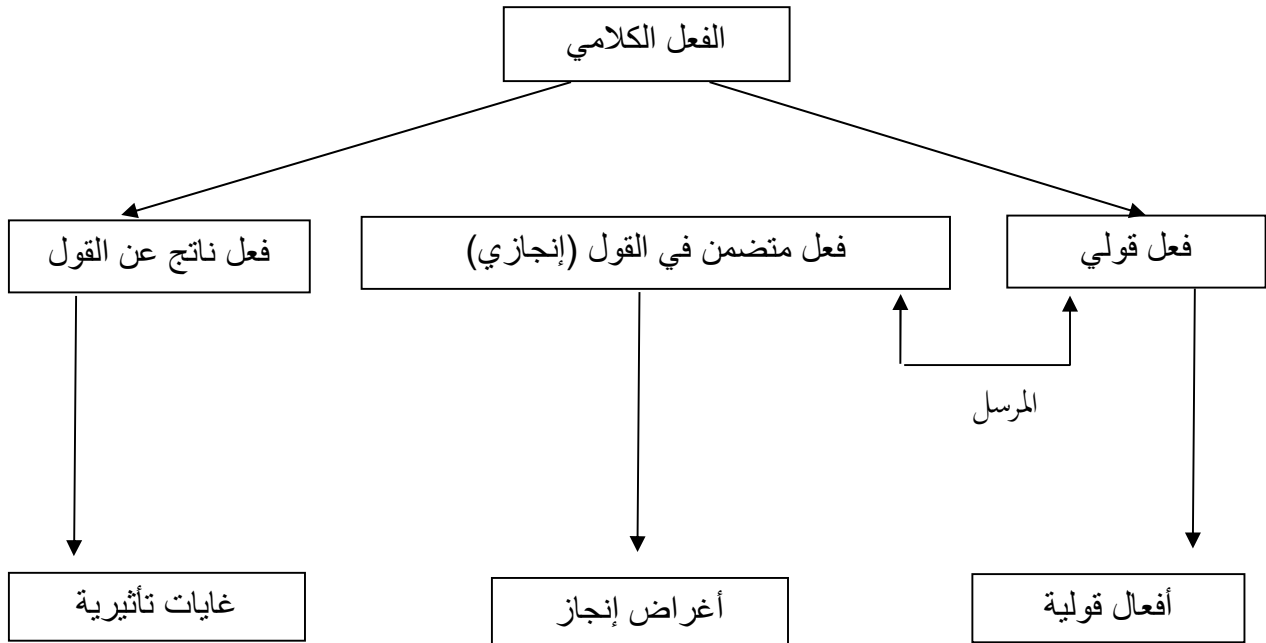 الفعل الكلامي
فعل قولي
فعل متضمن في القول (إنجازي)
فعل ناتج عن القول
المرسل
أفعال قولية
أغراض إنجاز
غايات تأثيرية